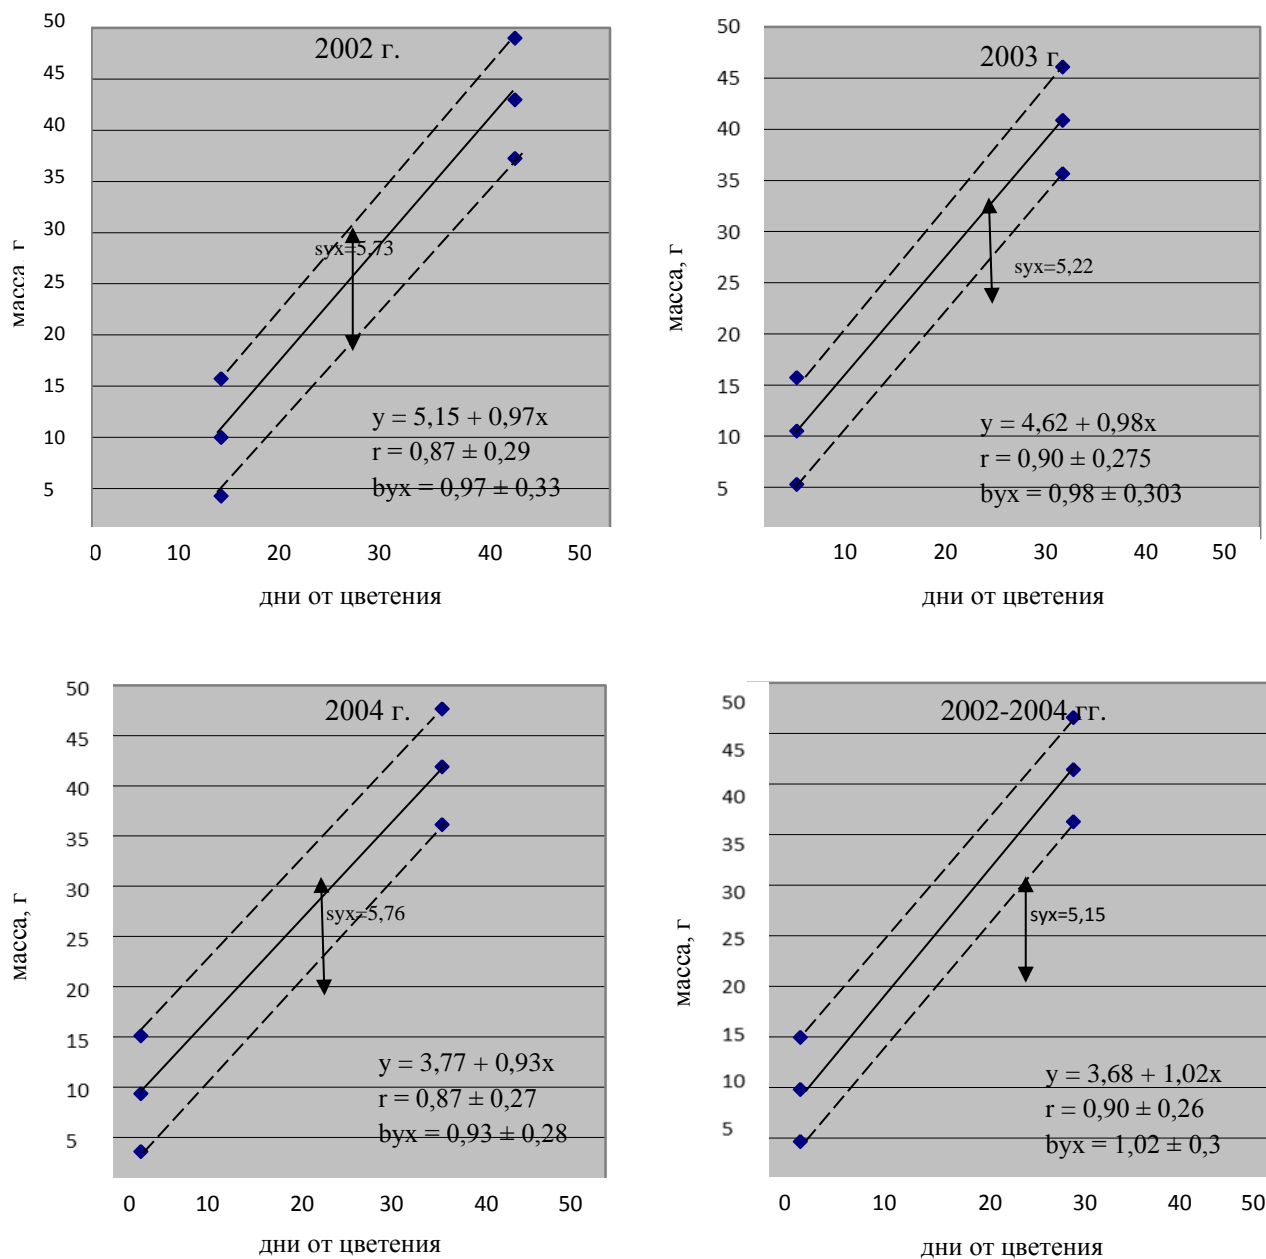 2002 г.
50
45
40
35
30
25
20
15
10
5
масса, г
syx=5,73
y = 5,15 + 0,97x
r = 0,87 ± 0,29
byx = 0,97 ± 0,33
0 10 20 30 40 50
дни от цветения
2003 г.
50
45
40
35
30
25
20
15
10
5
масса, г
syx=5,22
y = 4,62 + 0,98x
r = 0,90 ± 0,275
byx = 0,98 ± 0,303
10 20 30 40 50
дни от цветения
2004 г.
50
45
40
35
30
25
20
15
10
5
масса, г
syx=5,76
y = 3,77 + 0,93x
r = 0,87 ± 0,27
byx = 0,93 ± 0,28
0 10 20 30 40 50
дни от цветения
2002-2004 гг.
50
45
40
35
30
25
20
15
10
5
масса, г
syx=5,15
y = 3,68 + 1,02x
r = 0,90 ± 0,26
byx = 1,02 ± 0,3
0 10 20 30 40 50
дни от цветения